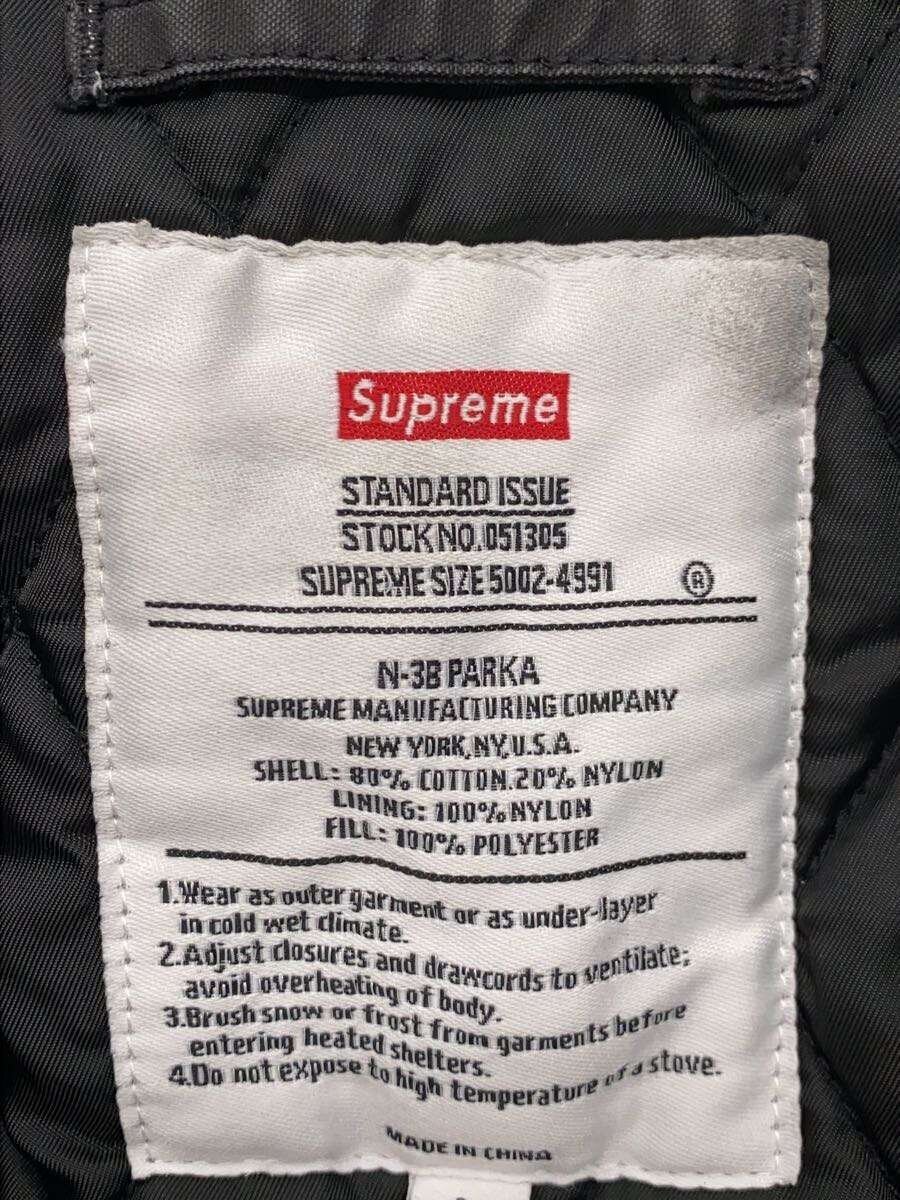 Supreme
STANDARD ISSUE
STOCK NO.051305
SUPREME SIZE 5002-4991 ®
N-3B PARKA
SUPREME MANUFACTURING COMPANY
NEW YORK,NY,U.S.A.
SHELL: 80% COTTON.20% NYLON
LINING: 100% NYLON
FILL: 100% POLYESTER
1.Wear as outer garment or as under-layer
in cold wet climate.
2.Adjust closures and drawcords to ventilate;
avoid overheating of body.
3.Brush snow or frost from garments before
entering heated shelters.
4.Do not expose to high temperature of a stove.
MADE IN CHINA